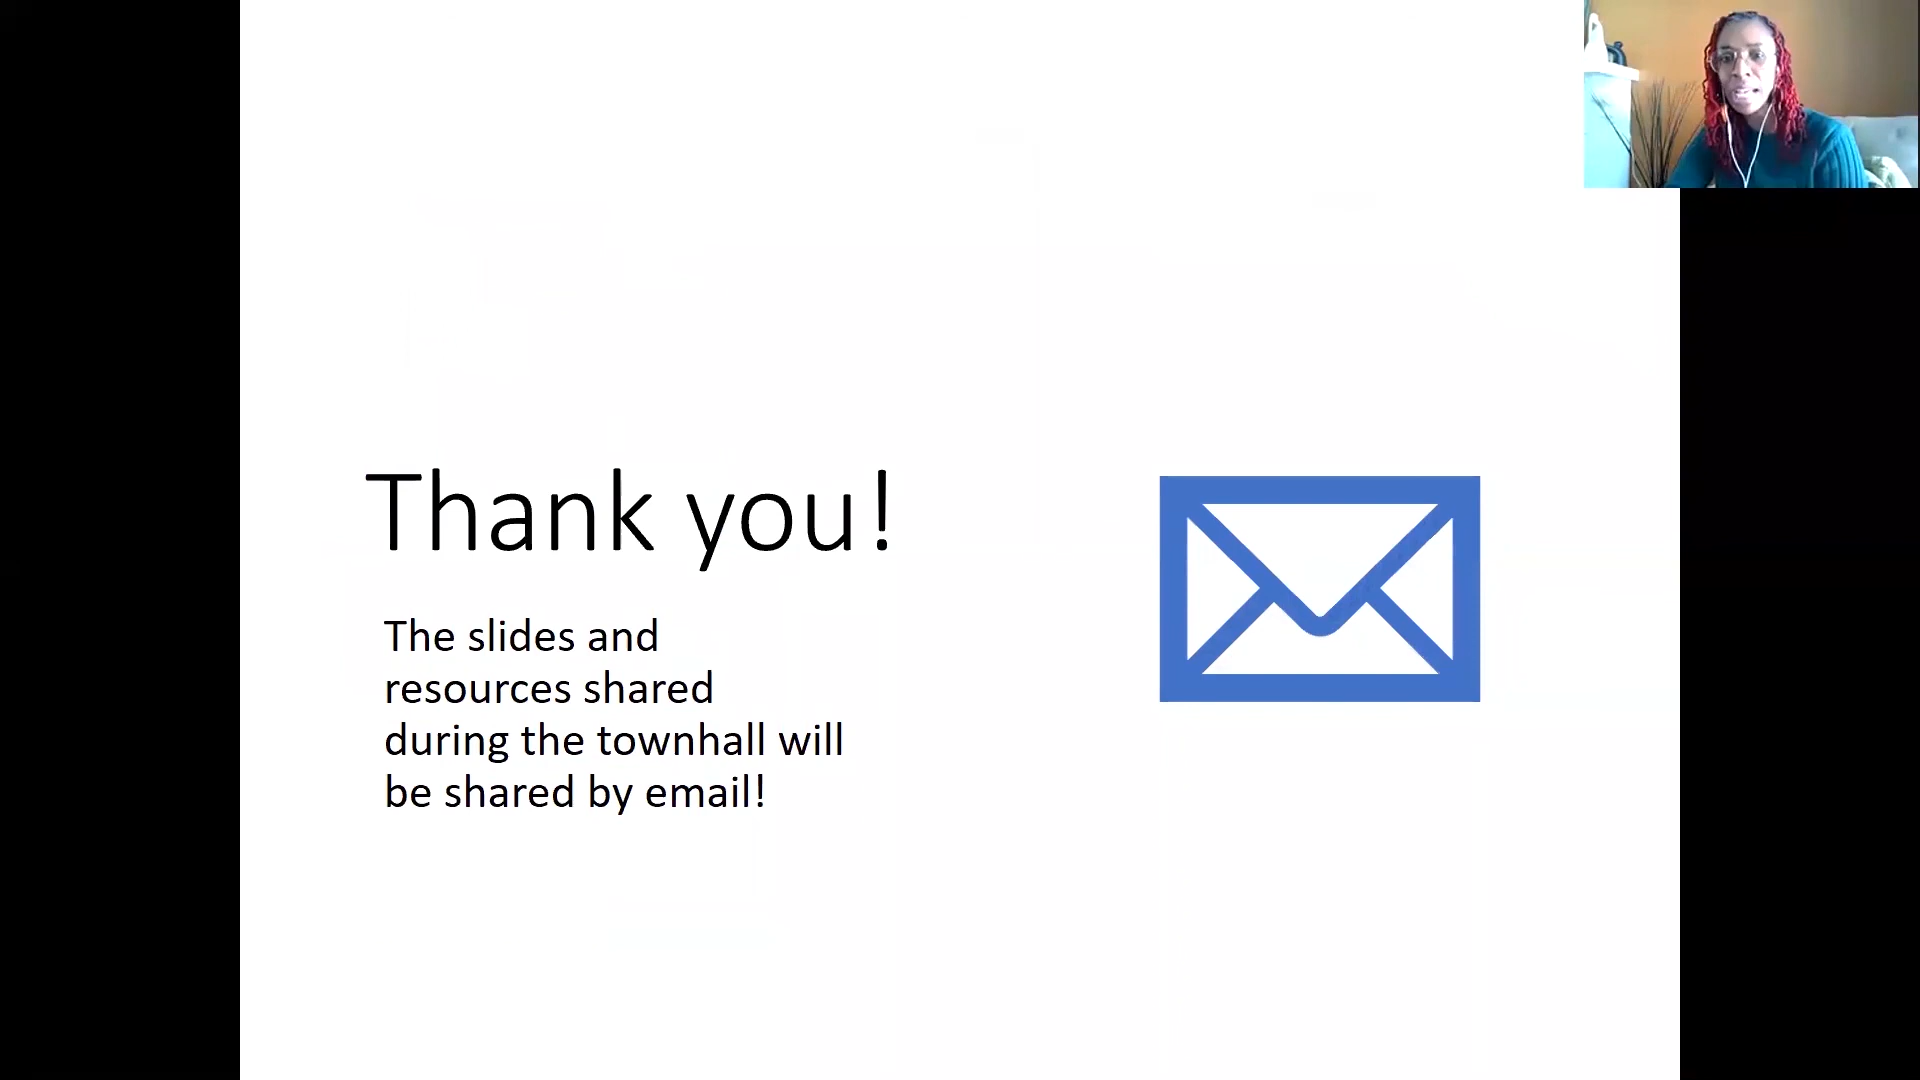 Thank you!
The slides and
resources shared
during the townhall will
be shared by email!